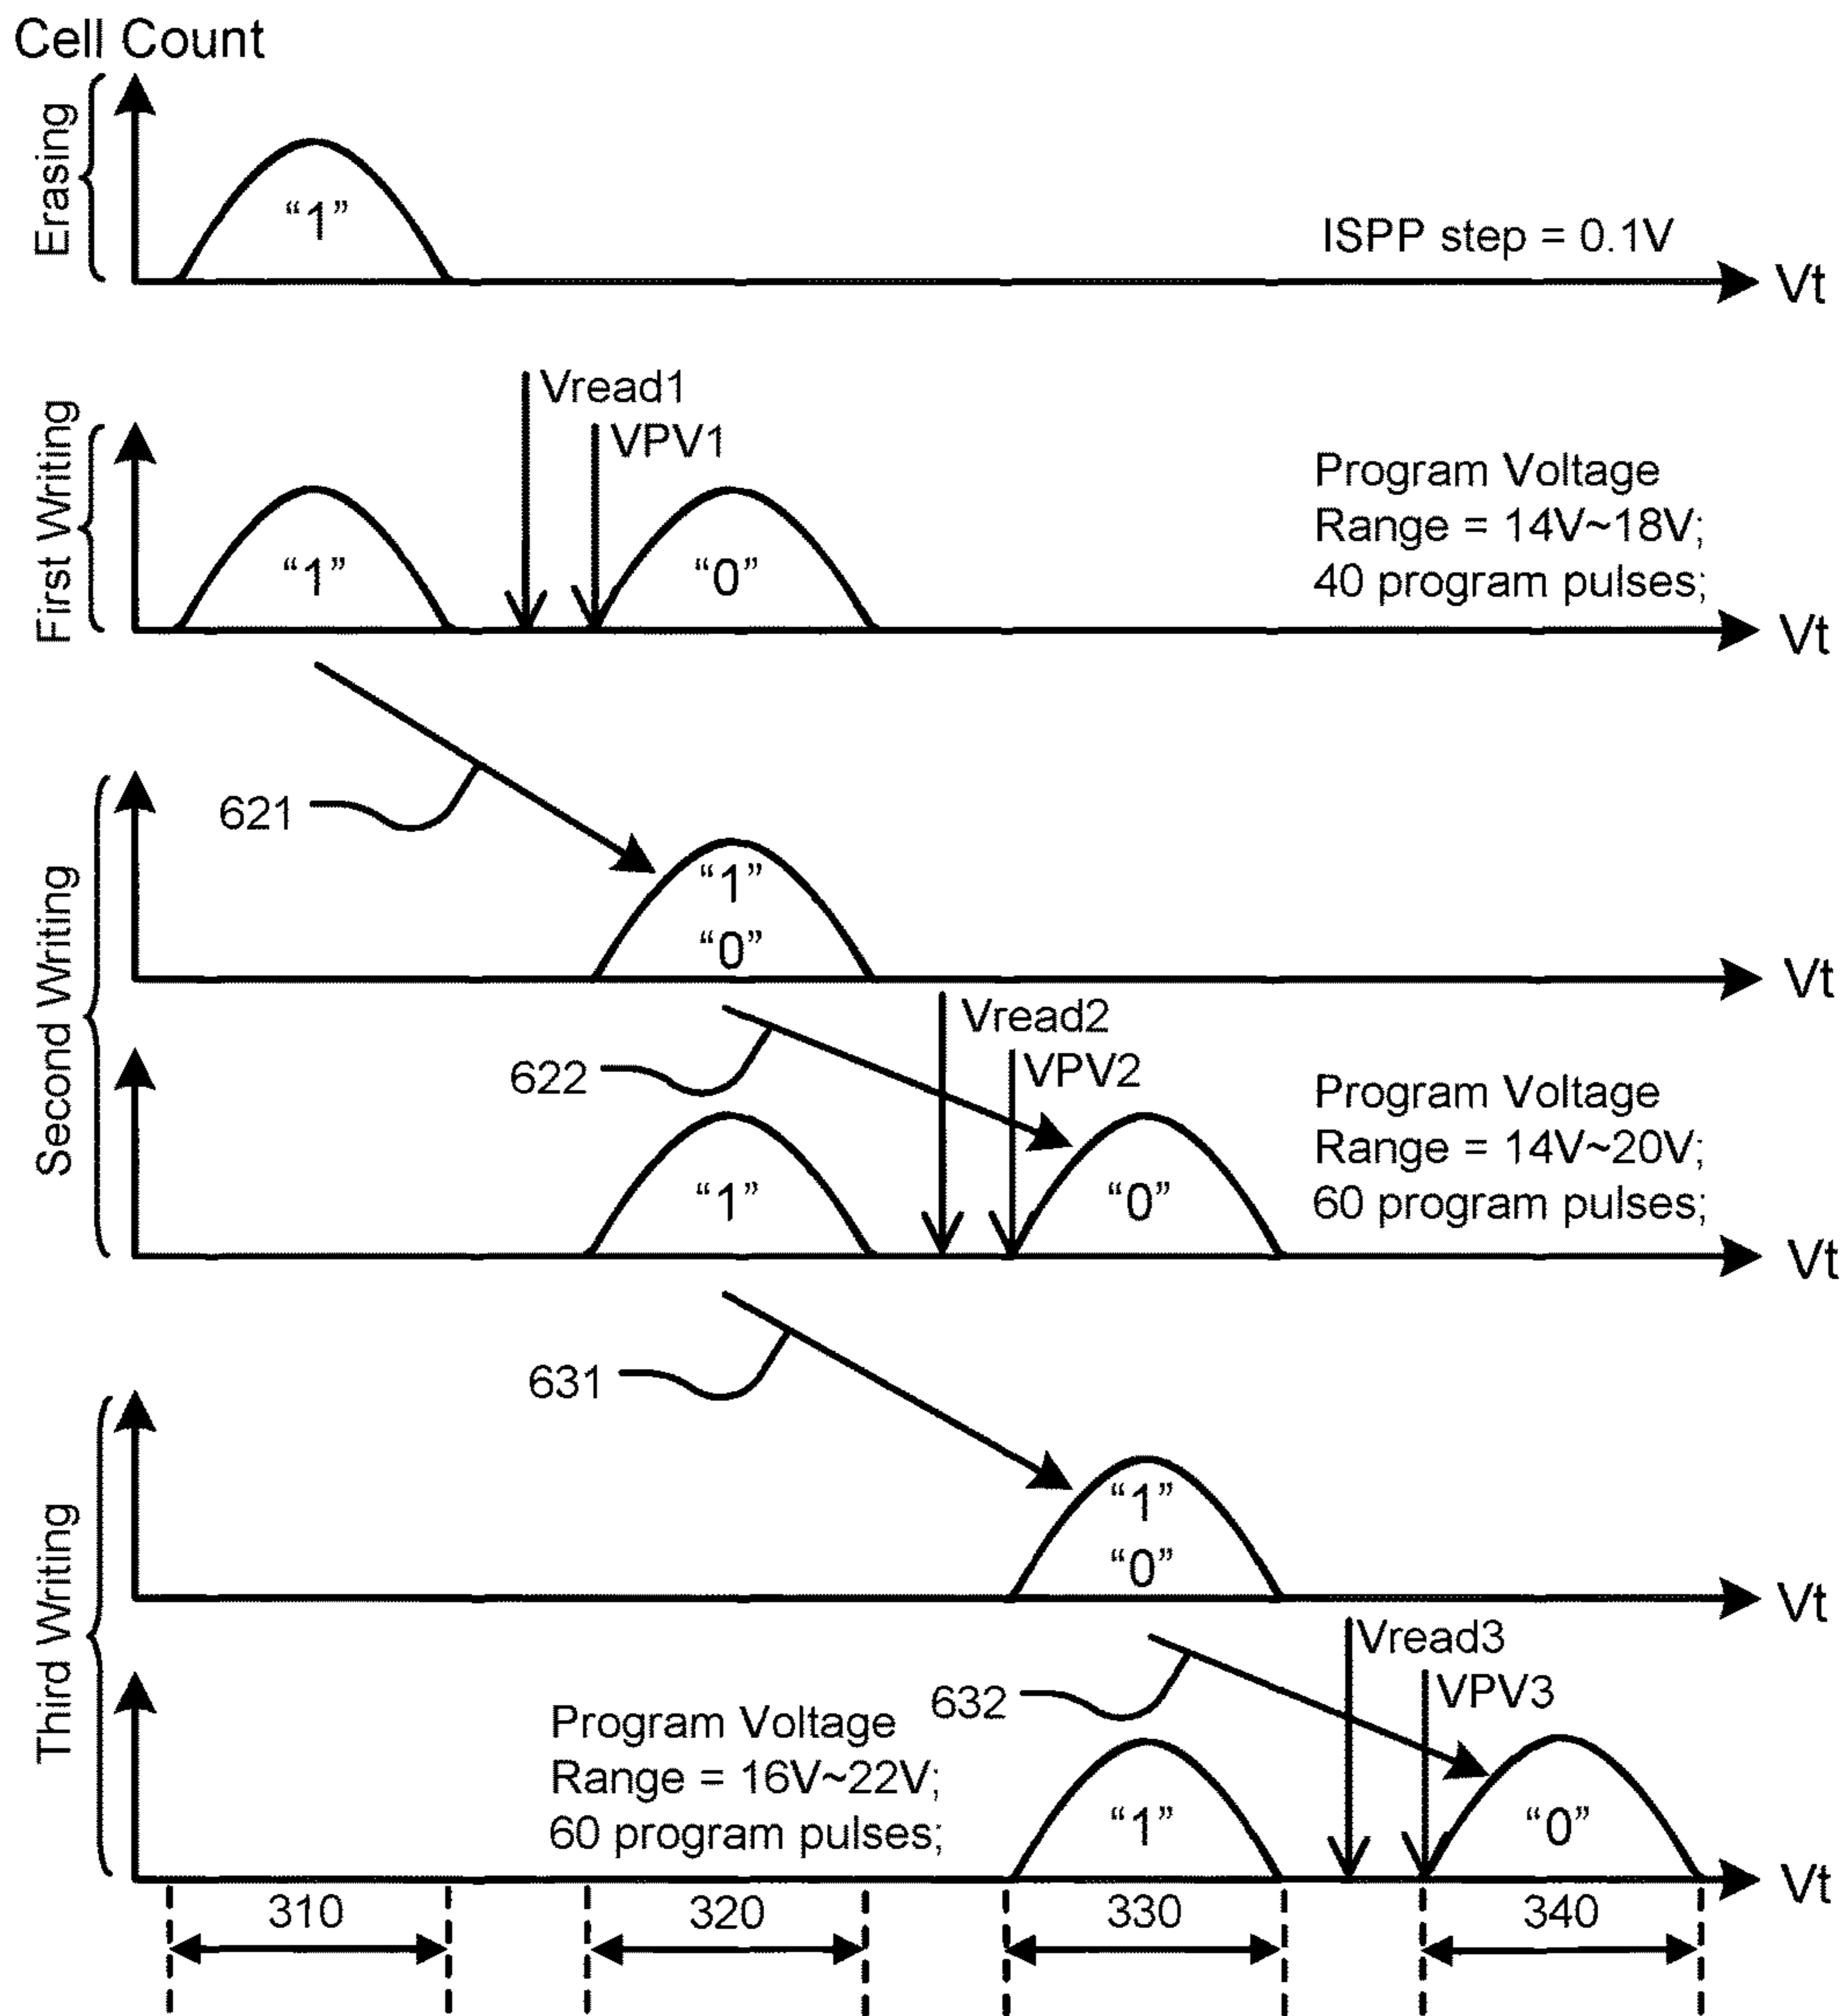 Cell Count
Erasing
“1”
ISPP step = 0.1V
Vt
First Writing
Vread1
VPV1
“1”
“0”
Program Voltage
Range = 14V~18V;
40 program pulses;
Vt
621
Second Writing
“1”
“0”
Vt
Vread2
VPV2
622
“1”
“0”
Program Voltage
Range = 14V~20V;
60 program pulses;
Vt
631
Third Writing
“1”
“0”
Vt
Vread3
VPV3
632
Program Voltage
Range = 16V~22V;
60 program pulses;
“1”
“0”
Vt
310
320
330
340